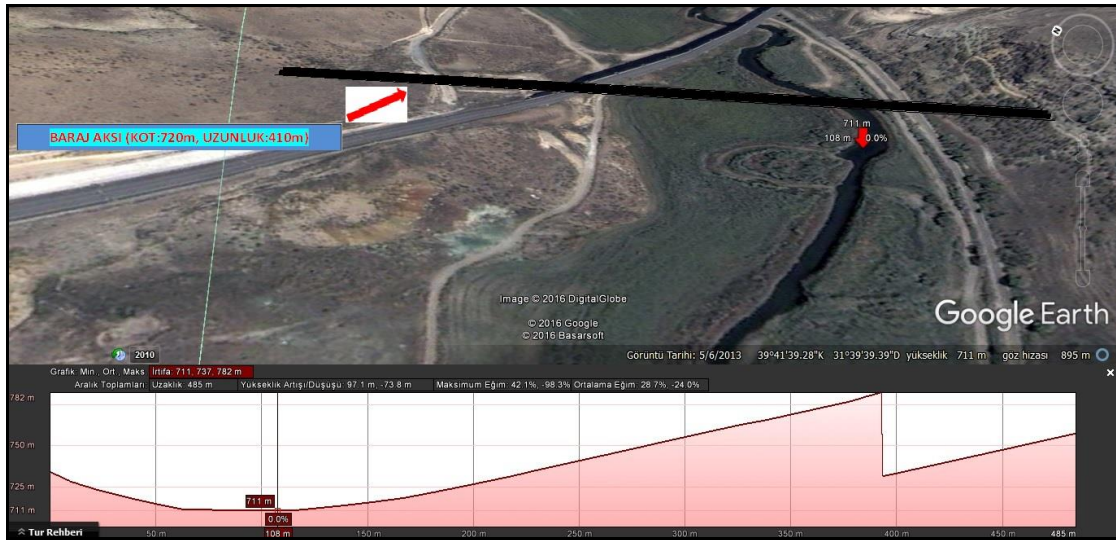 BARAJ AKSI (KOT:720m, UZUNLUK:410m)
711 m
108 m 0.0%
Image © 2016 DigitalGlobe
© 2016 Google
© 2016 Basarsoft
Google Earth
2010
Görüntü Tarihi: 5/6/2013 39°41'39.28"K 31°39'39.39"D yükseklik 711 m göz hızası 895 m
Grafik: Min., Ort., Maks İrtifa: 711, 737, 782 m
Aralık Toplamları: Uzaklık: 485 m Yükseklik Artışı/Düşüşü: 97.1 m, -73.8 m Maksimum Eğim: 42.1%, -98.3% Ortalama Eğim: 28.7%, -24.0%
782 m
750 m
725 m
711 m
711 m
0.0%
Tur Rehberi
50 m 108 m 150 m 200 m 250 m 300 m 350 m 400 m 450 m 485 m